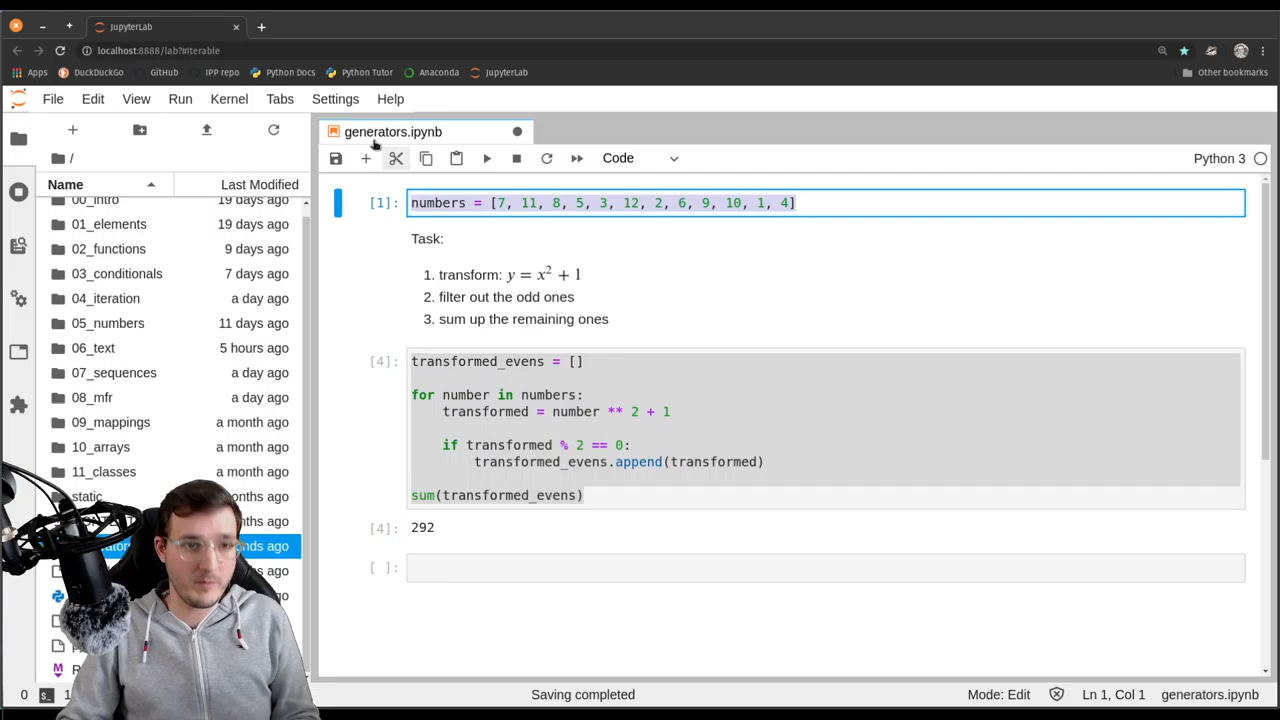 JupyterLab
localhost:8888/lab?#Iterable
Apps DuckDuckGo GitHub IPP repo Python Docs Python Tutor Anaconda JupyterLab Other bookmarks
File Edit View Run Kernel Tabs Settings Help
generators.ipynb
/
Code
Python 3
Name Last Modified
00_intro 19 days ago
01_elements 19 days ago
02_functions 9 days ago
03_conditionals 7 days ago
04_iteration a day ago
05_numbers 11 days ago
06_text 5 hours ago
07_sequences a day ago
08_mfr a day ago
09_mappings a month ago
10_arrays a month ago
11_classes a month ago
static
ago
ago
ago
ago
ago
ago
[1]: numbers = [7, 11, 8, 5, 3, 12, 2, 6, 9, 10, 1, 4]
Task:
1. transform: y = x² + 1
2. filter out the odd ones
3. sum up the remaining ones
[4]: transformed_evens = []
for number in numbers:
transformed = number ** 2 + 1
if transformed % 2 == 0:
transformed_evens.append(transformed)
sum(transformed_evens)
[4]: 292
[ ]:
0 $_ 1 Saving completed Mode: Edit Ln 1, Col 1 generators.ipynb